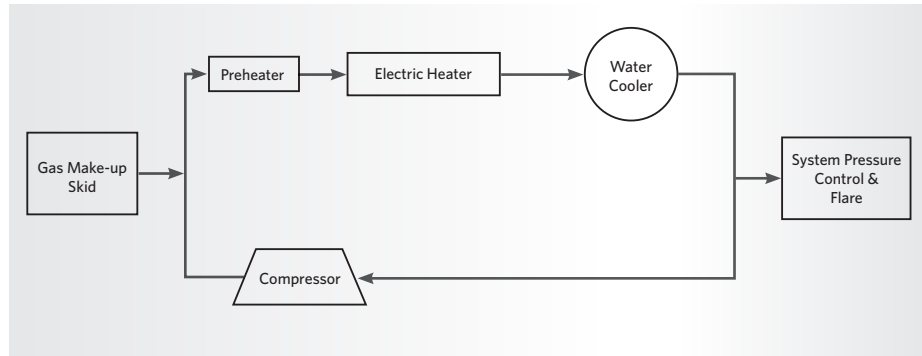 Preheater
Electric Heater
Water
Cooler
Gas Make-up
Skid
System Pressure
Control &
Flare
Compressor